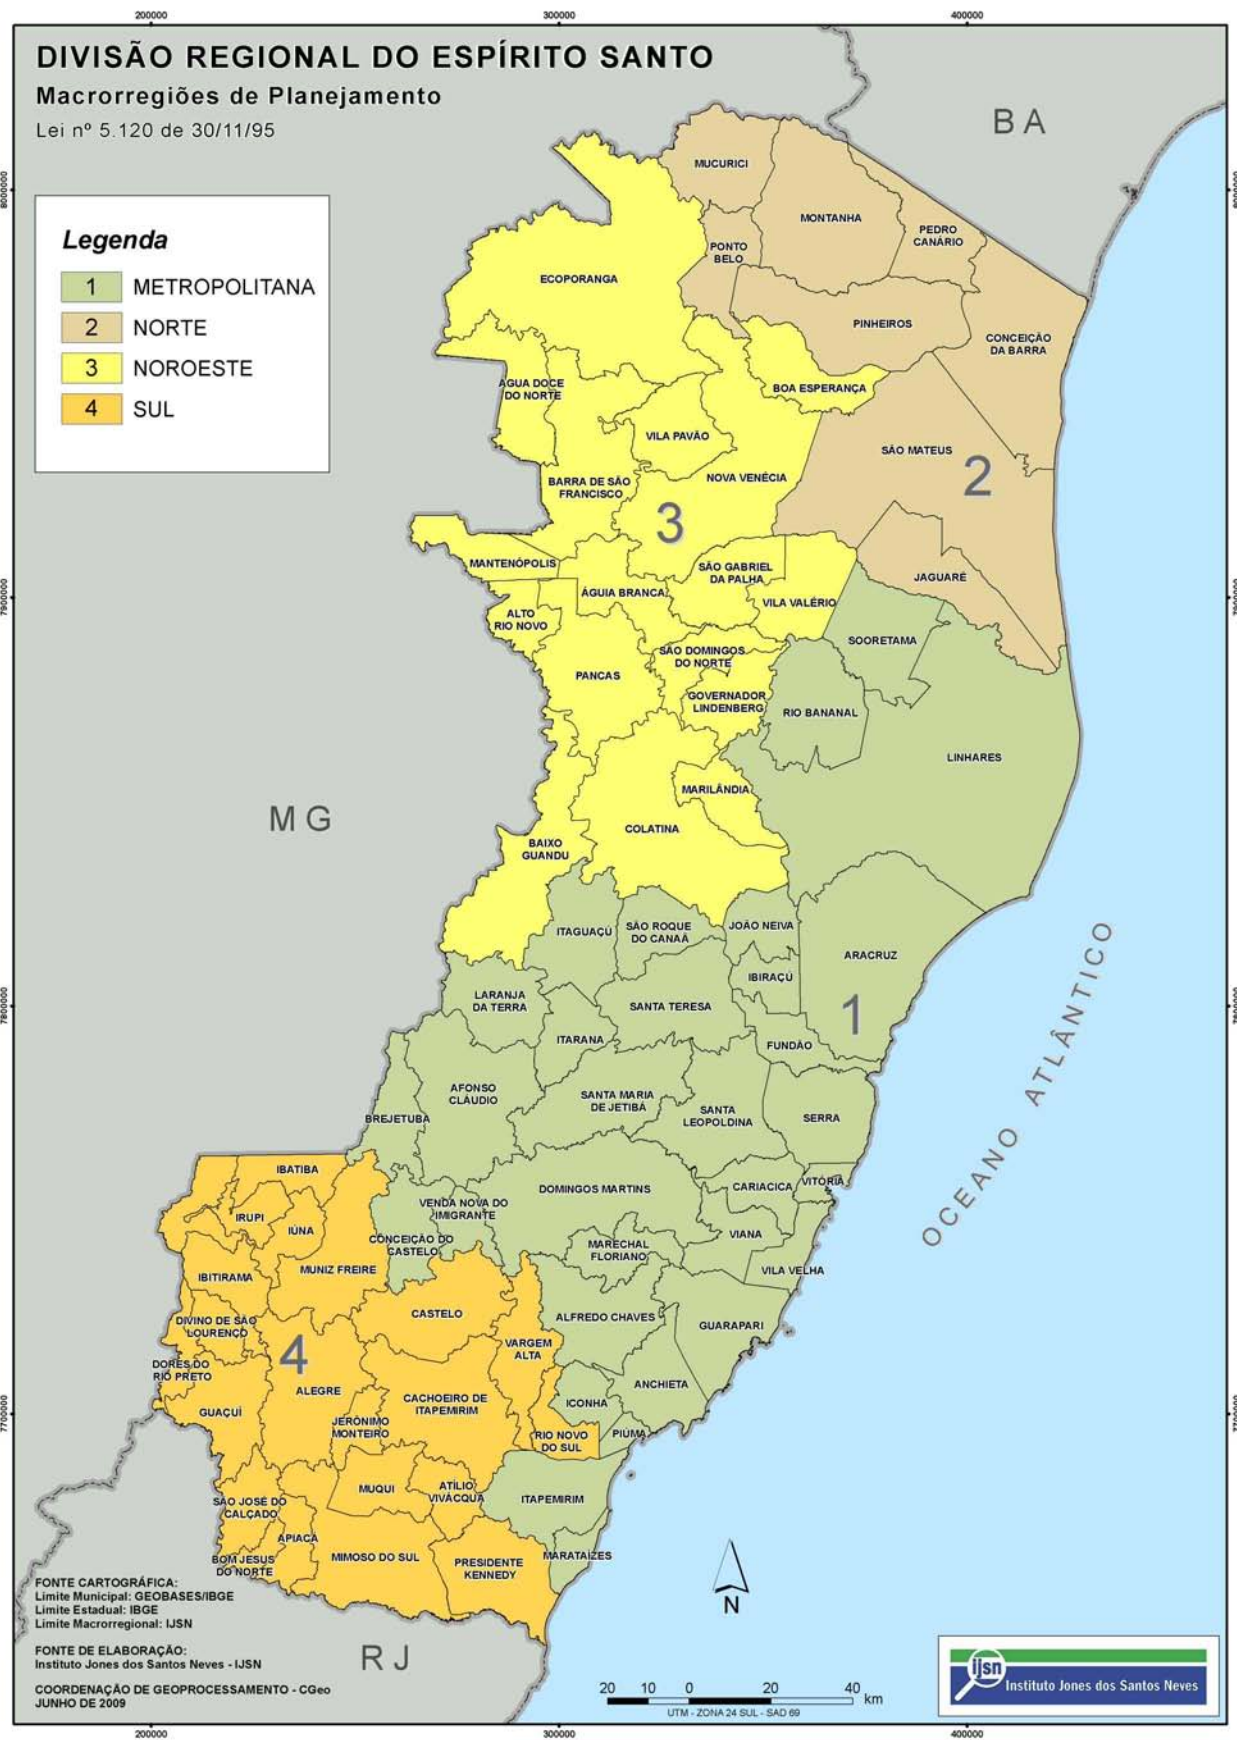 200000
300000
400000
DIVISÃO REGIONAL DO ESPÍRITO SANTO
Macrorregiões de Planejamento
Lei nº 5.120 de 30/11/95
BA
Legenda
1 METROPOLITANA
2 NORTE
3 NOROESTE
4 SUL
MUCURICI
MONTANHA
PEDRO
CANÁRIO
PONTO
BELO
ECOPORANGA
PINHEIROS
CONCEIÇÃO
DA BARRA
ÁGUA DOCE
DO NORTE
BOA ESPERANÇA
VILA PAVÃO
SÃO MATEUS
2
NOVA VENÉCIA
BARRA DE SÃO
FRANCISCO
3
MANTENÓPOLIS
SÃO GABRIEL
DA PALHA
JAGUARÉ
ÁGUIA BRANCA
VILA VALÉRIO
ALTO
RIO NOVO
SOORETAMA
SÃO DOMINGOS
DO NORTE
PANCAS
GOVERNADOR
LINDENBERG
RIO BANANAL
LINHARES
MARILÂNDIA
MG
COLATINA
BAIXO
GUANDU
ITAGUAÇÚ
SÃO ROQUE
DO CANAÃ
JOÃO NEIVA
ARACRUZ
IBIRAÇÚ
LARANJA
DA TERRA
SANTA TERESA
1
ITARANA
FUNDÃO
AFONSO
CLÁUDIO
SANTA MARIA
DE JETIBÁ
SANTA
LEOPOLDINA
SERRA
BREJETUBA
OCEANO ATLÂNTICO
IBATIBA
DOMINGOS MARTINS
CARIACICA
VITÓRIA
VENDA NOVA DO
IMIGRANTE
IRUPI
IÚNA
CONCEIÇÃO DO
CASTELO
MARECHAL
FLORIANO
VIANA
VILA VELHA
IBITIRAMA
MUNIZ FREIRE
CASTELO
ALFREDO CHAVES
GUARAPARI
DIVINO DE SÃO
LOURENÇO
4
VARGEM
ALTA
DORES DO
RIO PRETO
ALEGRE
CACHOEIRO DE
ITAPEMIRIM
ANCHIETA
ICONHA
GUAÇUÍ
JERÔNIMO
MONTEIRO
RIO NOVO
DO SUL
PIÚMA
MUQUI
ATÍLIO
VIVÁCQUA
ITAPEMIRIM
SÃO JOSÉ DO
CALÇADO
APIACÁ
BOM JESUS
DO NORTE
MIMOSO DO SUL
PRESIDENTE
KENNEDY
MARATAÍZES
FONTE CARTOGRÁFICA:
Limite Municipal: GEOBASES/IBGE
Limite Estadual: IBGE
Limite Macrorregional: IJSN
FONTE DE ELABORAÇÃO:
Instituto Jones dos Santos Neves - IJSN
COORDENAÇÃO DE GEOPROCESSAMENTO - CGeo
JUNHO DE 2009
RJ
N
20 10 0 20 40 km
UTM - ZONA 24 SUL - SAD 69
ijsn
Instituto Jones dos Santos Neves
200000
300000
400000
7900000
7800000
7700000